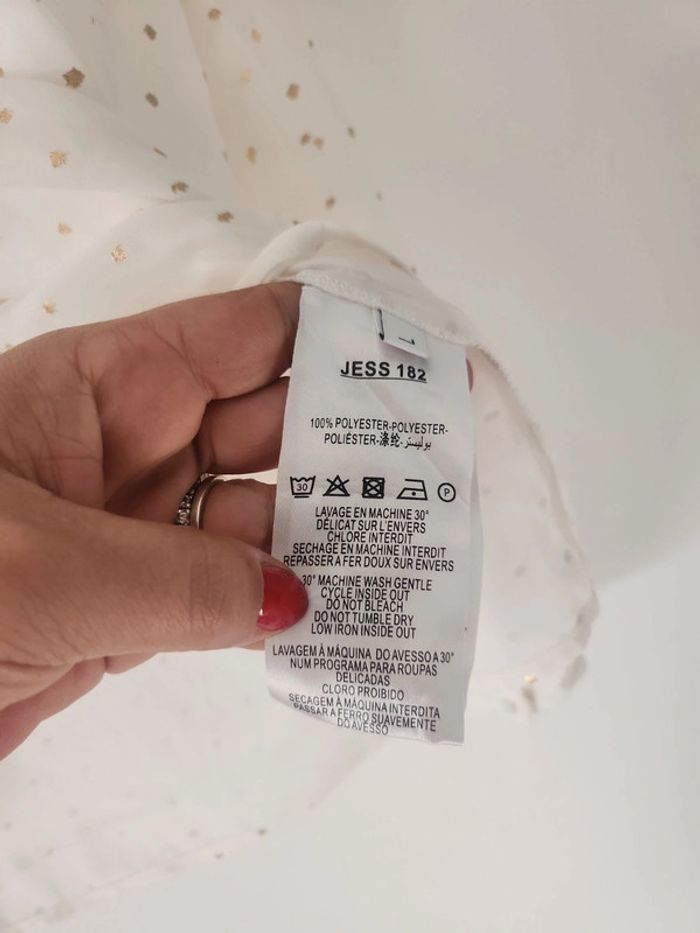 L
JESS 182
100% POLYESTER-POLYESTER-
POLIÉSTER-涤纶-بوليستر
30 P
LAVAGE EN MACHINE 30°
DÉLICAT SUR L'ENVERS
CHLORE INTERDIT
SECHAGE EN MACHINE INTERDIT
REPASSER A FER DOUX SUR ENVERS
30° MACHINE WASH GENTLE
CYCLE INSIDE OUT
DO NOT BLEACH
DO NOT TUMBLE DRY
LOW IRON INSIDE OUT
LAVAGEM À MÁQUINA DO AVESSO A 30°
NUM PROGRAMA PARA ROUPAS
DELICADAS
CLORO PROIBIDO
SECAGEM À MAQUINA INTERDITA
PASSAR A FERRO SUAVEMENTE
DO AVESSO